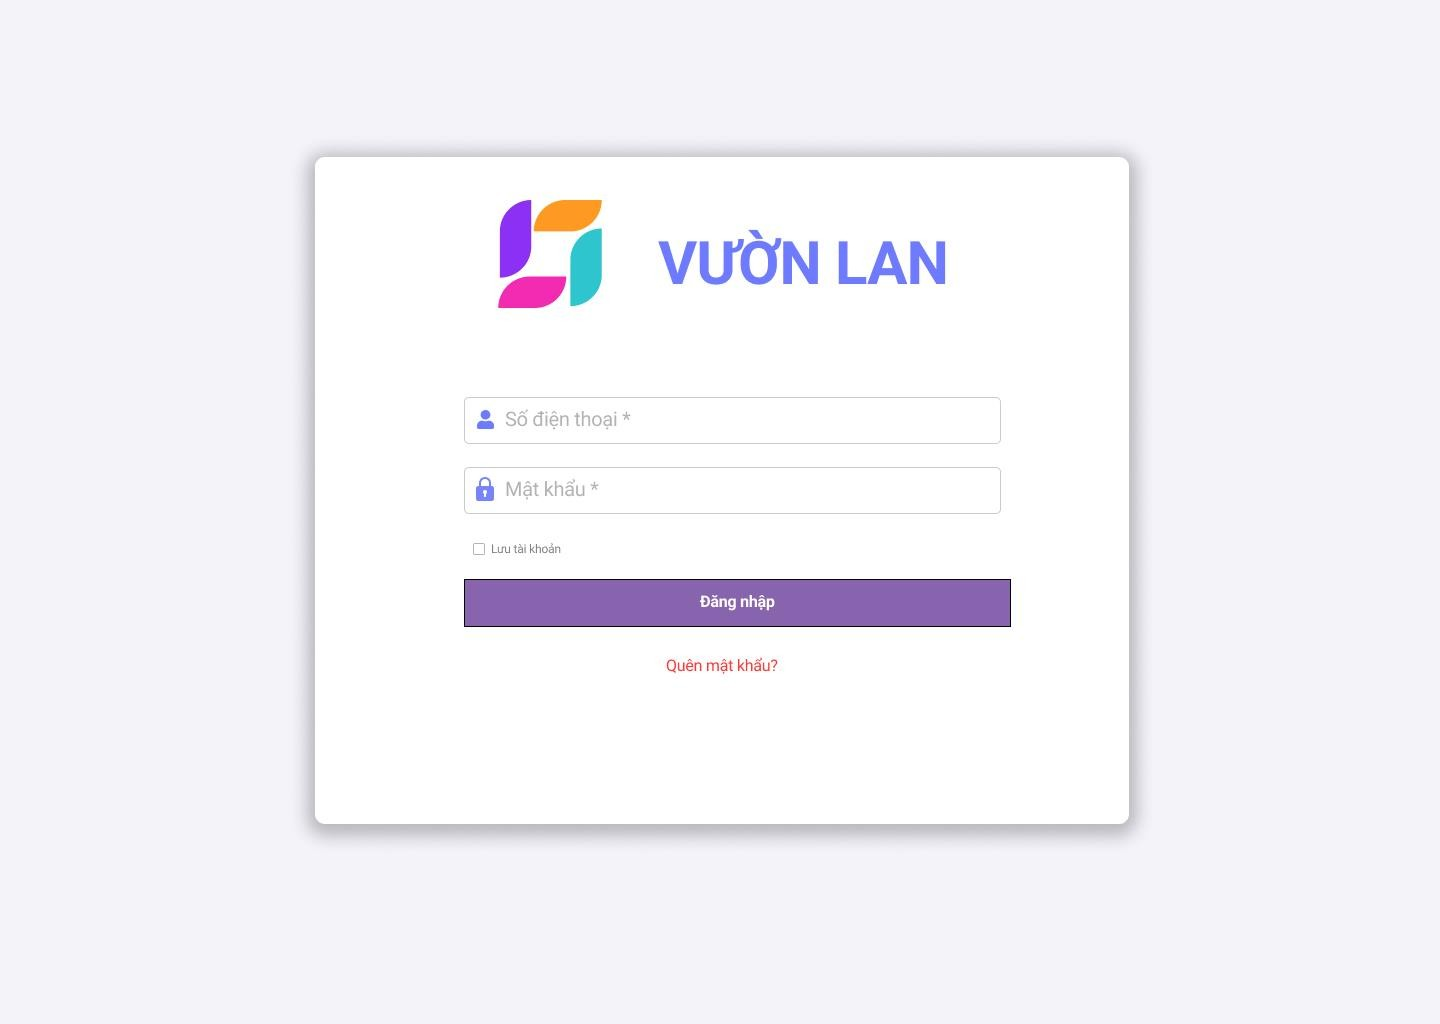 VƯỜN LAN
Số điện thoại *
Mật khẩu *
Lưu tài khoản
Đăng nhập
Quên mật khẩu?